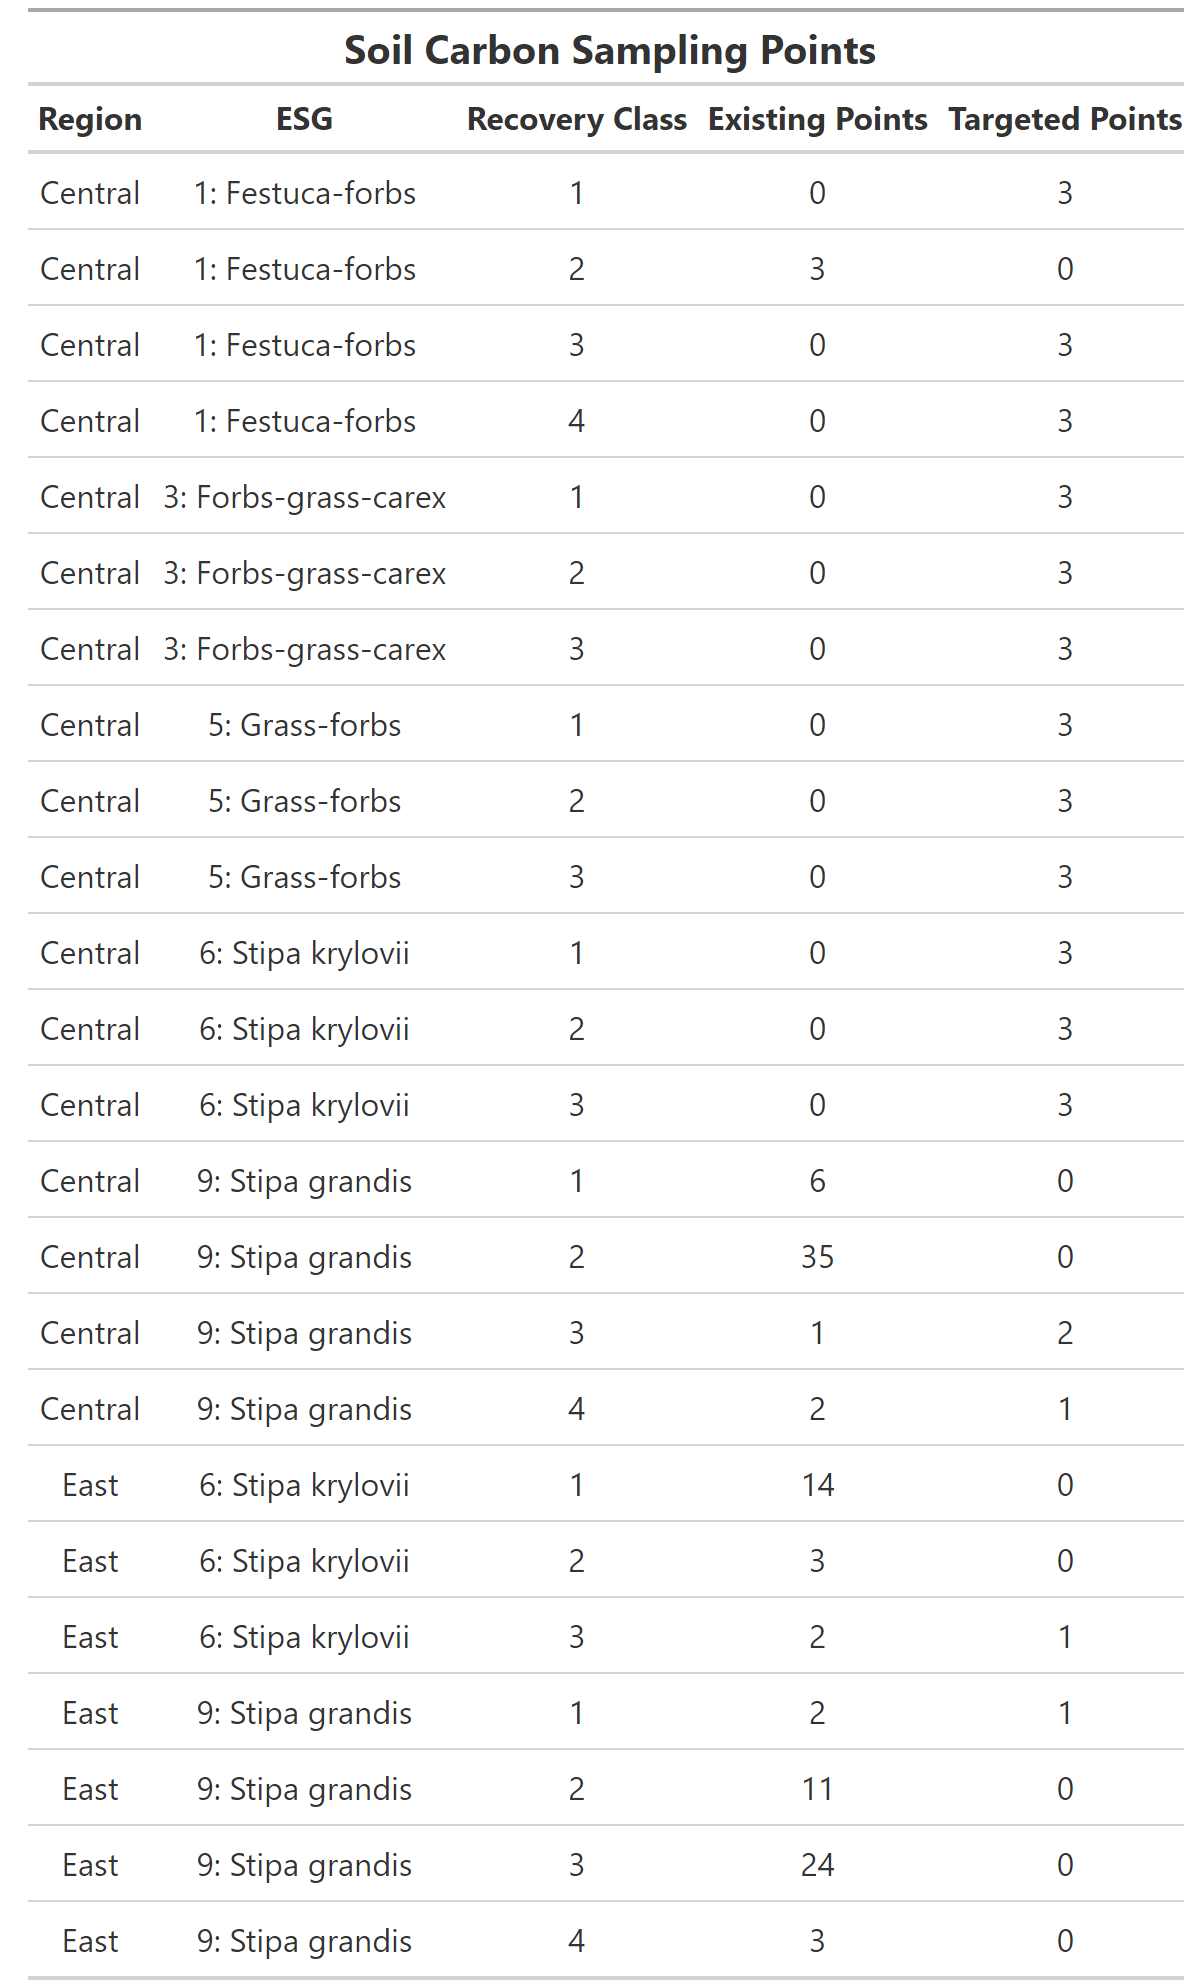 Soil Carbon Sampling Points
Region ESG Recovery Class Existing Points Targeted Points
Central 1: Festuca-forbs 1 0 3
Central 1: Festuca-forbs 2 3 0
Central 1: Festuca-forbs 3 0 3
Central 1: Festuca-forbs 4 0 3
Central 3: Forbs-grass-carex 1 0 3
Central 3: Forbs-grass-carex 2 0 3
Central 3: Forbs-grass-carex 3 0 3
Central 5: Grass-forbs 1 0 3
Central 5: Grass-forbs 2 0 3
Central 5: Grass-forbs 3 0 3
Central 6: Stipa krylovii 1 0 3
Central 6: Stipa krylovii 2 0 3
Central 6: Stipa krylovii 3 0 3
Central 9: Stipa grandis 1 6 0
Central 9: Stipa grandis 2 35 0
Central 9: Stipa grandis 3 1 2
Central 9: Stipa grandis 4 2 1
East 6: Stipa krylovii 1 14 0
East 6: Stipa krylovii 2 3 0
East 6: Stipa krylovii 3 2 1
East 9: Stipa grandis 1 2 1
East 9: Stipa grandis 2 11 0
East 9: Stipa grandis 3 24 0
East 9: Stipa grandis 4 3 0